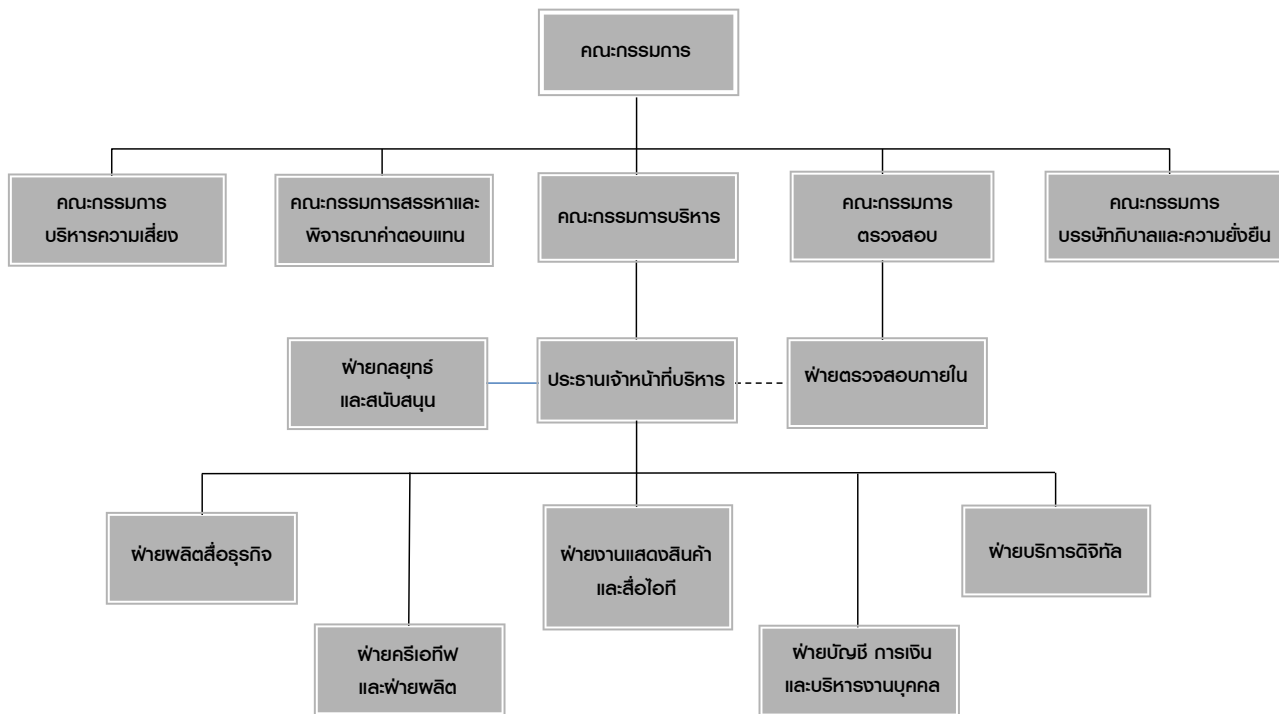 คณะกรรมการ
คณะกรรมการ
บริหารความเสี่ยง
คณะกรรมการสรรหาและ
พิจารณาค่าตอบแทน
คณะกรรมการบริหาร
คณะกรรมการ
ตรวจสอบ
คณะกรรมการ
บรรษัทภิบาลและความยั่งยืน
ฝ่ายกลยุทธ์
และสนับสนุน
ประธานเจ้าหน้าที่บริหาร
ฝ่ายตรวจสอบภายใน
ฝ่ายผลิตสื่อธุรกิจ
ฝ่ายครีเอทีฟ
และฝ่ายผลิต
ฝ่ายงานแสดงสินค้า
และสื่อไอที
ฝ่ายบัญชี การเงิน
และบริหารงานบุคคล
ฝ่ายบริการดิจิทัล